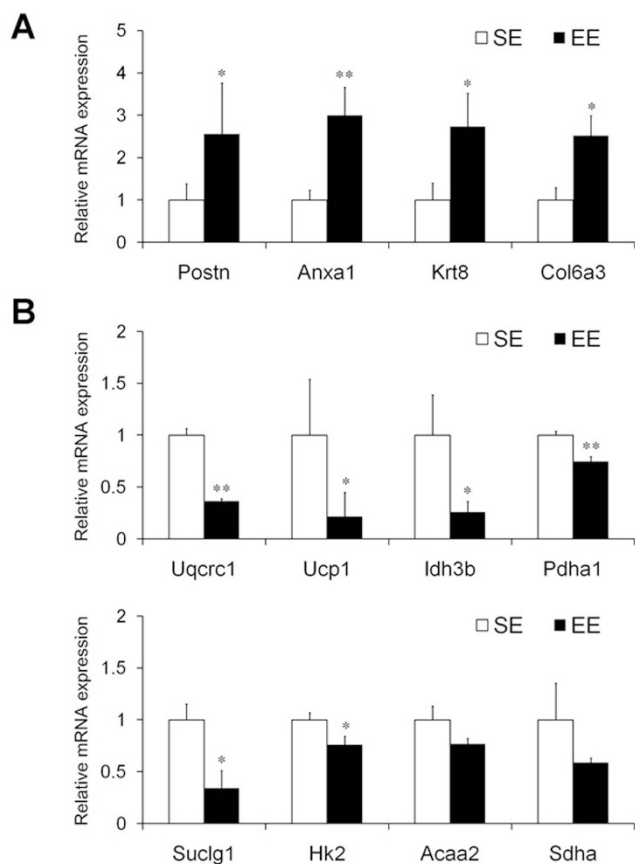 A
SE EE
Relative mRNA expression
5
4
3
2
1
0
* ** * *
Postn Anxa1 Krt8 Col6a3
B
SE EE
Relative mRNA expression
2
1.5
1
0.5
0
** * * **
Uqcrc1 Ucp1 Idh3b Pdha1
SE EE
Relative mRNA expression
2
1.5
1
0.5
0
* *
Suclg1 Hk2 Acaa2 Sdha